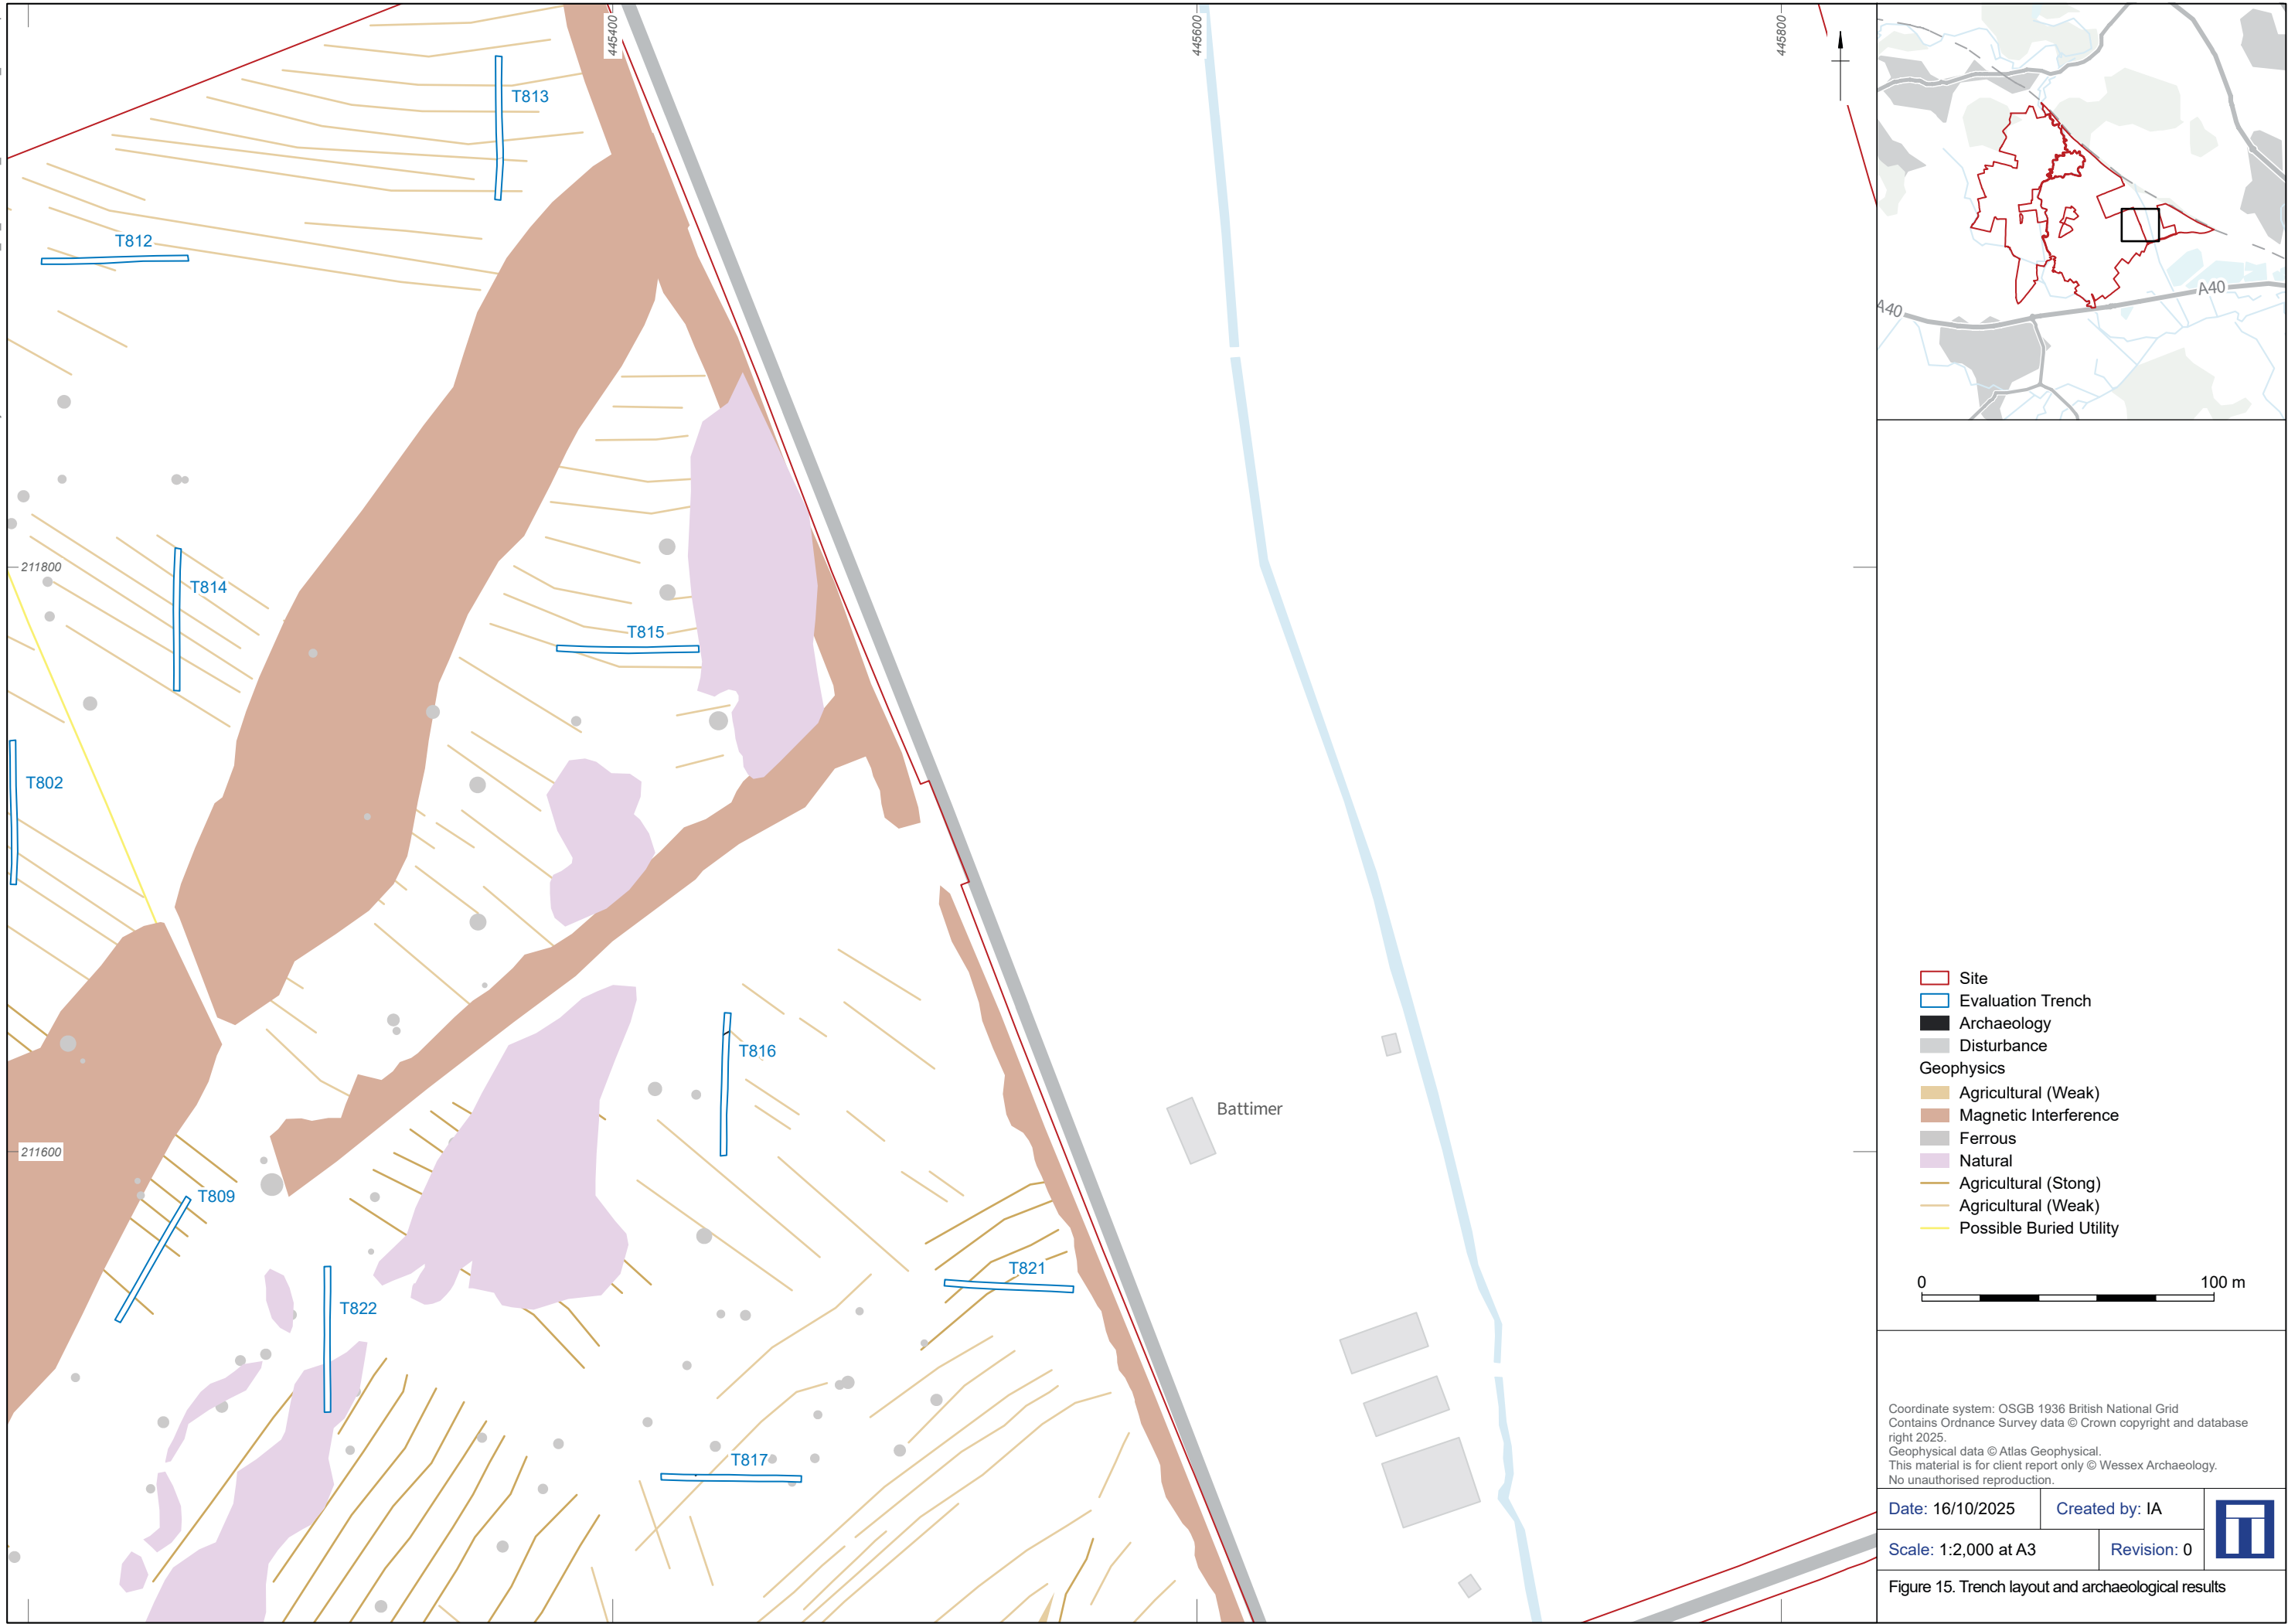 445400
445600
445800
T813
T812
211800
T814
T815
T802
T816
Battimer
211600
T809
T821
T822
T817
A40
A40
Site
Evaluation Trench
Archaeology
Disturbance
Geophysics
Agricultural (Weak)
Magnetic Interference
Ferrous
Natural
Agricultural (Stong)
Agricultural (Weak)
Possible Buried Utility
0 100 m
Coordinate system: OSGB 1936 British National Grid
Contains Ordnance Survey data © Crown copyright and database
right 2025.
Geophysical data © Atlas Geophysical.
This material is for client report only © Wessex Archaeology.
No unauthorised reproduction.
Date: 16/10/2025 Created by: IA
Scale: 1:2,000 at A3 Revision: 0
Figure 15. Trench layout and archaeological results